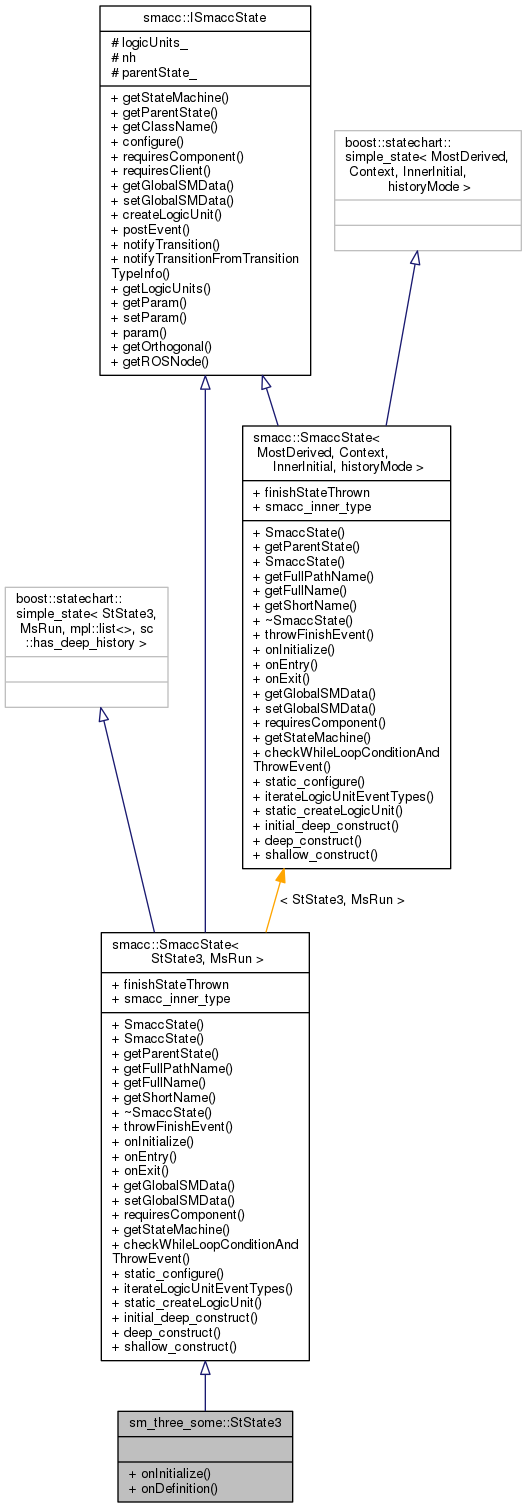 smacc::ISmaccState
# logicUnits_
# nh
# parentState_
+ getStateMachine()
+ getParentState()
+ getClassName()
+ configure()
+ requiresComponent()
+ requiresClient()
+ getGlobalSMData()
+ setGlobalSMData()
+ createLogicUnit()
+ postEvent()
+ notifyTransition()
+ notifyTransitionFromTransition
TypeInfo()
+ getLogicUnits()
+ getParam()
+ setParam()
+ param()
+ getOrthogonal()
+ getROSNode()
boost::statechart::
simple_state< MostDerived,
Context, InnerInitial,
historyMode >
smacc::SmaccState<
MostDerived, Context,
InnerInitial, historyMode >
+ finishStateThrown
+ smacc_inner_type
+ SmaccState()
+ getParentState()
+ SmaccState()
+ getFullPathName()
+ getFullName()
+ getShortName()
+ ~SmaccState()
+ throwFinishEvent()
+ onInitialize()
+ onEntry()
+ onExit()
+ getGlobalSMData()
+ setGlobalSMData()
+ requiresComponent()
+ getStateMachine()
+ checkWhileLoopConditionAnd
ThrowEvent()
+ static_configure()
+ iterateLogicUnitEventTypes()
+ static_createLogicUnit()
+ initial_deep_construct()
+ deep_construct()
+ shallow_construct()
boost::statechart::
simple_state< StState3,
MsRun, mpl::list<>, sc
::has_deep_history >
< StState3, MsRun >
smacc::SmaccState<
StState3, MsRun >
+ finishStateThrown
+ smacc_inner_type
+ SmaccState()
+ SmaccState()
+ getParentState()
+ getFullPathName()
+ getFullName()
+ getShortName()
+ ~SmaccState()
+ throwFinishEvent()
+ onInitialize()
+ onEntry()
+ onExit()
+ getGlobalSMData()
+ setGlobalSMData()
+ requiresComponent()
+ getStateMachine()
+ checkWhileLoopConditionAnd
ThrowEvent()
+ static_configure()
+ iterateLogicUnitEventTypes()
+ static_createLogicUnit()
+ initial_deep_construct()
+ deep_construct()
+ shallow_construct()
sm_three_some::StState3
+ onInitialize()
+ onDefinition()